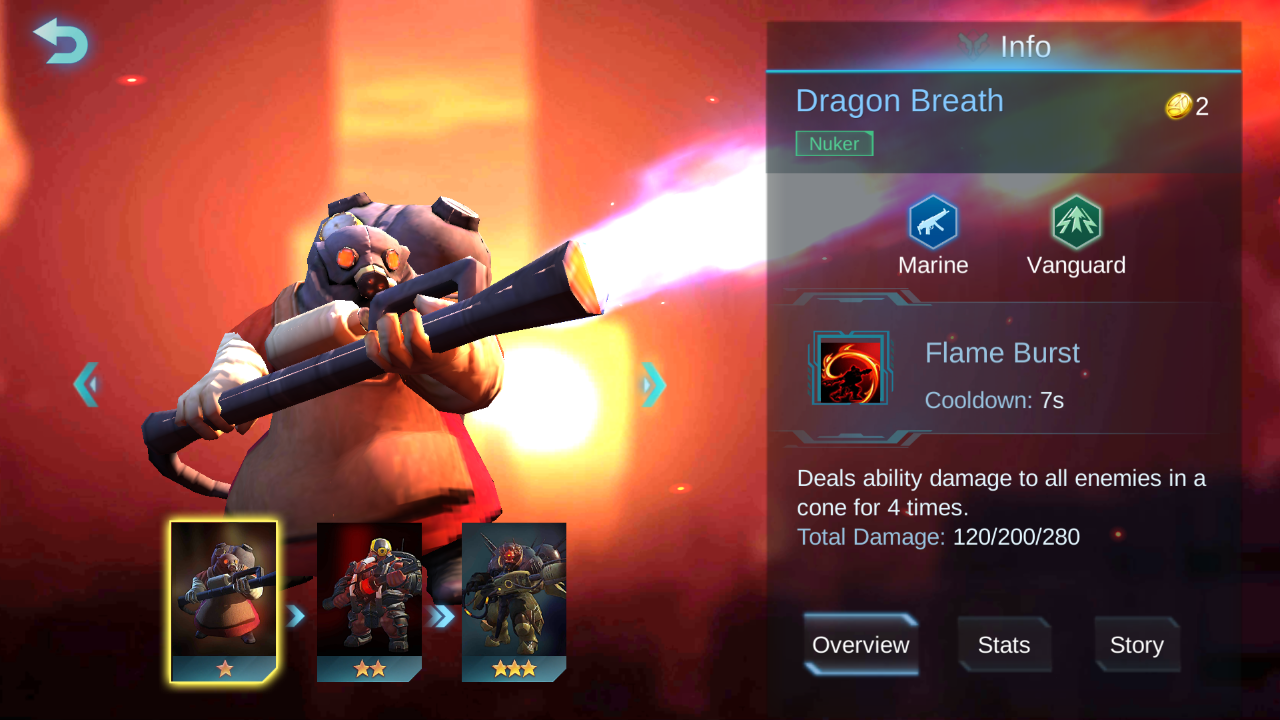 Info
Dragon Breath
2
Nuker
Marine
Vanguard
Flame Burst
Cooldown: 7s
Deals ability damage to all enemies in a
cone for 4 times.
Total Damage: 120/200/280
Overview
Stats
Story